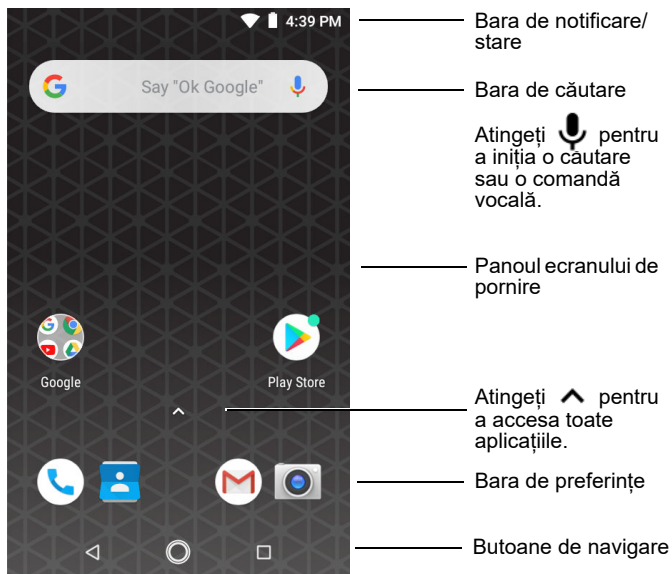 4:39 PM
Say "Ok Google"
Google
Play Store
Bara de notificare/
stare
Bara de căutare
Atingeți pentru
a iniția o căutare
sau o comandă
vocală.
Panoul ecranului de
pornire
Atingeți pentru
a accesa toate
aplicațiile.
Bara de preferințe
Butoane de navigare